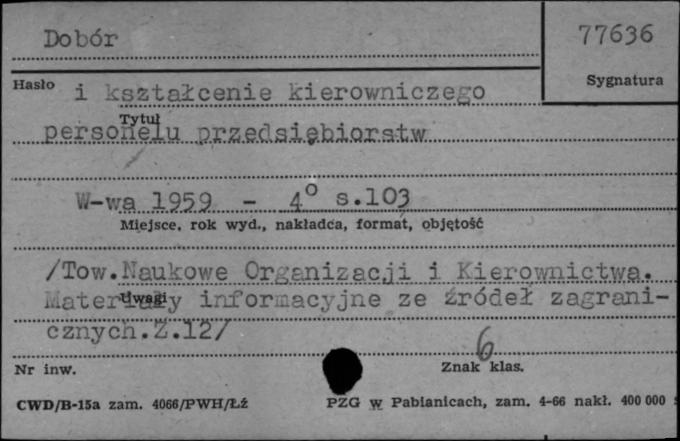 Dobór
77636
Hasło
Sygnatura
i kształcenie kierowniczego
Tytuł
personelu przedsiębiorstw
W-wa 1959 - 4° s.103
Miejsce, rok wyd., nakładca, format, objętość
/Tow.Naukowe Organizacji i Kierownictwa.
Uwagi
Materiały informacyjne ze źródeł zagrani-
cznych.Z.12/
6
Nr inw.
Znak klas.
CWD/B-15a zam. 4066/PWH/Łź
PZG w Pabianicach, zam. 4-66 nakł. 400 000